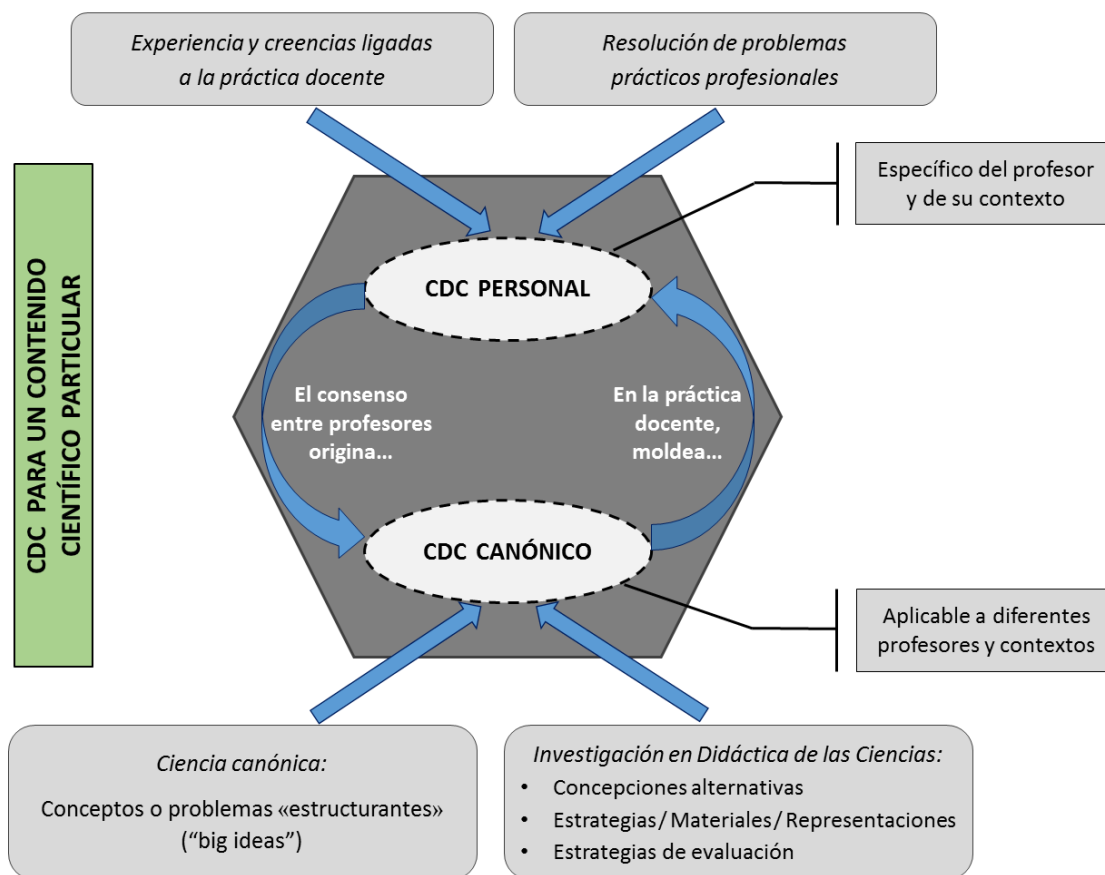 Experiencia y creencias ligadas
a la práctica docente
Resolución de problemas
prácticos profesionales
Específico del profesor
y de su contexto
CDC PARA UN CONTENIDO
CIENTÍFICO PARTICULAR
CDC PERSONAL
El consenso
entre profesores
origina...
En la práctica
docente,
moldea...
CDC CANÓNICO
Aplicable a diferentes
profesores y contextos
Ciencia canónica:
Conceptos o problemas «estructurantes»
(“big ideas”)
Investigación en Didáctica de las Ciencias:
• Concepciones alternativas
• Estrategias/ Materiales/ Representaciones
• Estrategias de evaluación